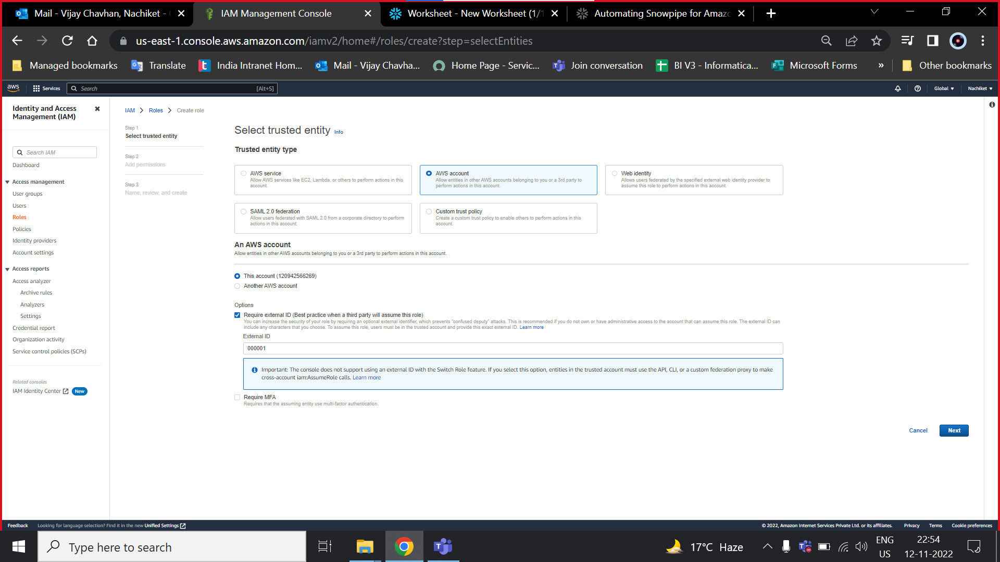 Mail - Vijay Chavhan, Nachiket -
IAM Management Console
Worksheet - New Worksheet (1/1
Automating Snowpipe for Amazo
us-east-1.console.aws.amazon.com/iamv2/home#/roles/create?step=selectEntities
Managed bookmarks
Translate
India Intranet Hom...
Mail - Vijay Chavha...
Home Page - Servic...
Join conversation
BI V3 - Informatica...
Microsoft Forms
»
Other bookmarks
aws
Services
Search
[Alt+S]
Global
Nachiket
Identity and Access
Management (IAM)
Search IAM
Dashboard
Access management
User groups
Users
Roles
Policies
Identity providers
Account settings
Access reports
Access analyzer
Archive rules
Analyzers
Settings
Credential report
Organization activity
Service control policies (SCPs)
Related consoles
IAM Identity Center
New
IAM > Roles > Create role
Step 1
Select trusted entity
Step 2
Add permissions
Step 3
Name, review, and create
Select trusted entity Info
Trusted entity type
AWS service
Allow AWS services like EC2, Lambda, or others to perform actions in this
account.
AWS account
Allow entities in other AWS accounts belonging to you or a 3rd party to
perform actions in this account.
Web identity
Allows users federated by the specified external web identity provider to
assume this role to perform actions in this account.
SAML 2.0 federation
Allow users federated with SAML 2.0 from a corporate directory to perform
actions in this account.
Custom trust policy
Create a custom trust policy to enable others to perform actions in this
account.
An AWS account
Allow entities in other AWS accounts belonging to you or a 3rd party to perform actions in this account.
This account (120942566269)
Another AWS account
Options
Require external ID (Best practice when a third party will assume this role)
You can increase the security of your role by requiring an optional external identifier, which prevents "confused deputy" attacks. This is recommended if you do not own or have administrative access to the account that can assume this role. The external ID can
include any characters that you choose. To assume this role, users must be in the trusted account and provide this exact external ID. Learn more
External ID
000001
Important: The console does not support using an external ID with the Switch Role feature. If you select this option, entities in the trusted account must use the API, CLI, or a custom federation proxy to make
cross-account iam:AssumeRole calls. Learn more
Require MFA
Requires that the assuming entity use multi-factor authentication.
Cancel
Next
Feedback
Looking for language selection? Find it in the new Unified Settings
© 2022, Amazon Internet Services Private Ltd. or its affiliates.
Privacy
Terms
Cookie preferences
Type here to search
17°C Haze
ENG
US
22:54
12-11-2022